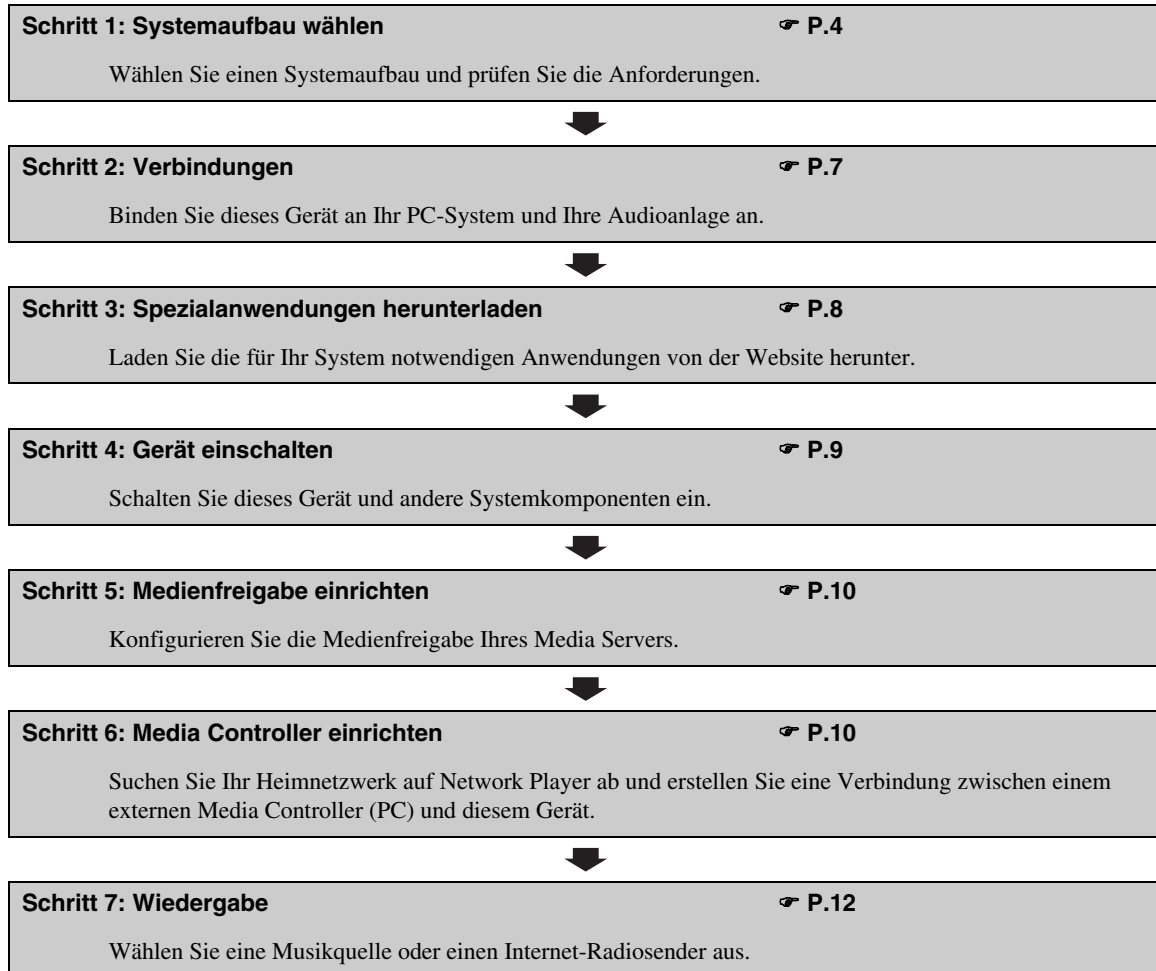 Schritt 1: Systemaufbau wählen ☞ P.4
Wählen Sie einen Systemaufbau und prüfen Sie die Anforderungen.
Schritt 2: Verbindungen ☞ P.7
Binden Sie dieses Gerät an Ihr PC-System und Ihre Audioanlage an.
Schritt 3: Spezialanwendungen herunterladen ☞ P.8
Laden Sie die für Ihr System notwendigen Anwendungen von der Website herunter.
Schritt 4: Gerät einschalten ☞ P.9
Schalten Sie dieses Gerät und andere Systemkomponenten ein.
Schritt 5: Medienfreigabe einrichten ☞ P.10
Konfigurieren Sie die Medienfreigabe Ihres Media Servers.
Schritt 6: Media Controller einrichten ☞ P.10
Suchen Sie Ihr Heimnetzwerk auf Network Player ab und erstellen Sie eine Verbindung zwischen einem
externen Media Controller (PC) und diesem Gerät.
Schritt 7: Wiedergabe ☞ P.12
Wählen Sie eine Musikquelle oder einen Internet-Radiosender aus.